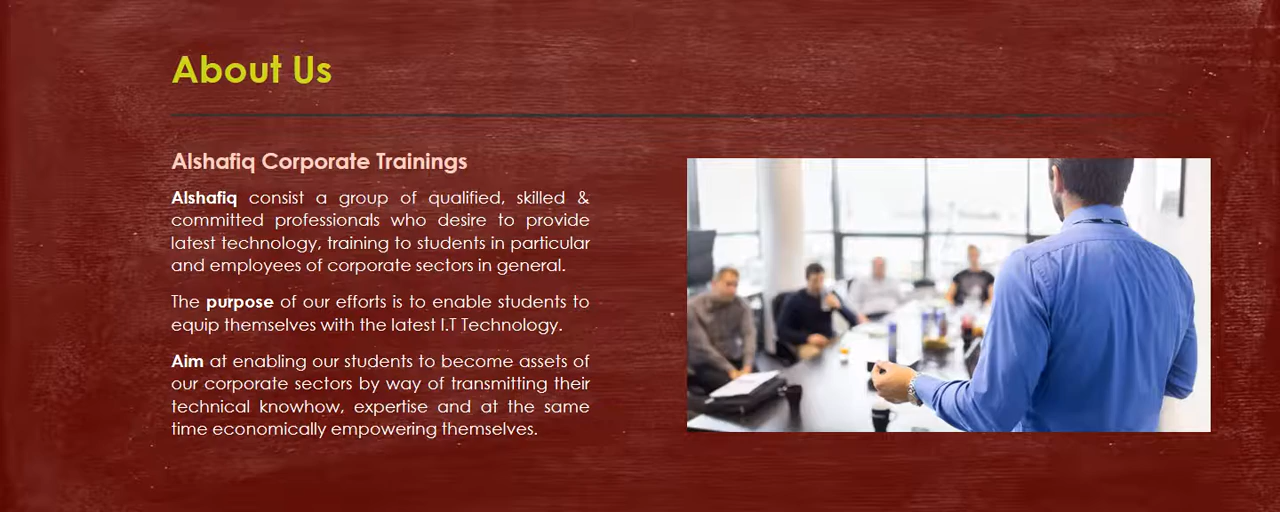 About Us
Alshafiq Corporate Trainings
Alshafiq consist a group of qualified, skilled &
committed professionals who desire to provide
latest technology, training to students in particular
and employees of corporate sectors in general.
The purpose of our efforts is to enable students to
equip themselves with the latest I.T Technology.
Aim at enabling our students to become assets of
our corporate sectors by way of transmitting their
technical knowhow, expertise and at the same
time economically empowering themselves.